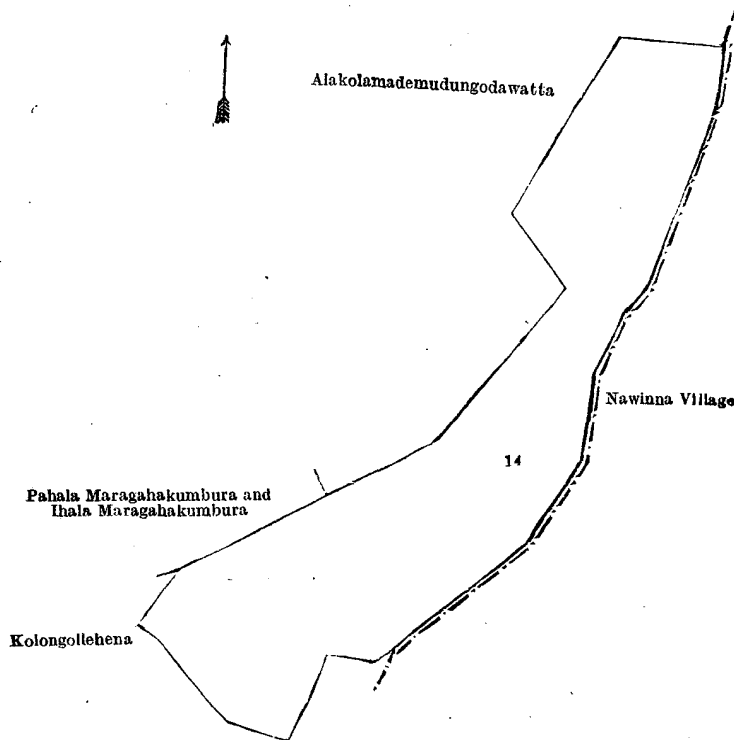 Alakolamademudungodawatta
Nawinna Village
14
Pahala Maragahakumbura and
Ihala Maragahakumbura
Kolongollehena